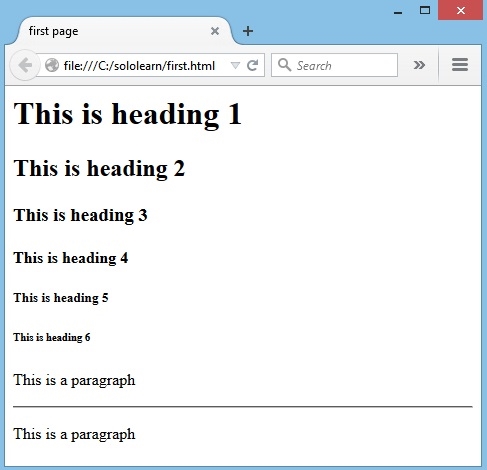 first page
file:///C:/sololearn/first.html
Search
This is heading 1
This is heading 2
This is heading 3
This is heading 4
This is heading 5
This is heading 6
This is a paragraph
This is a paragraph